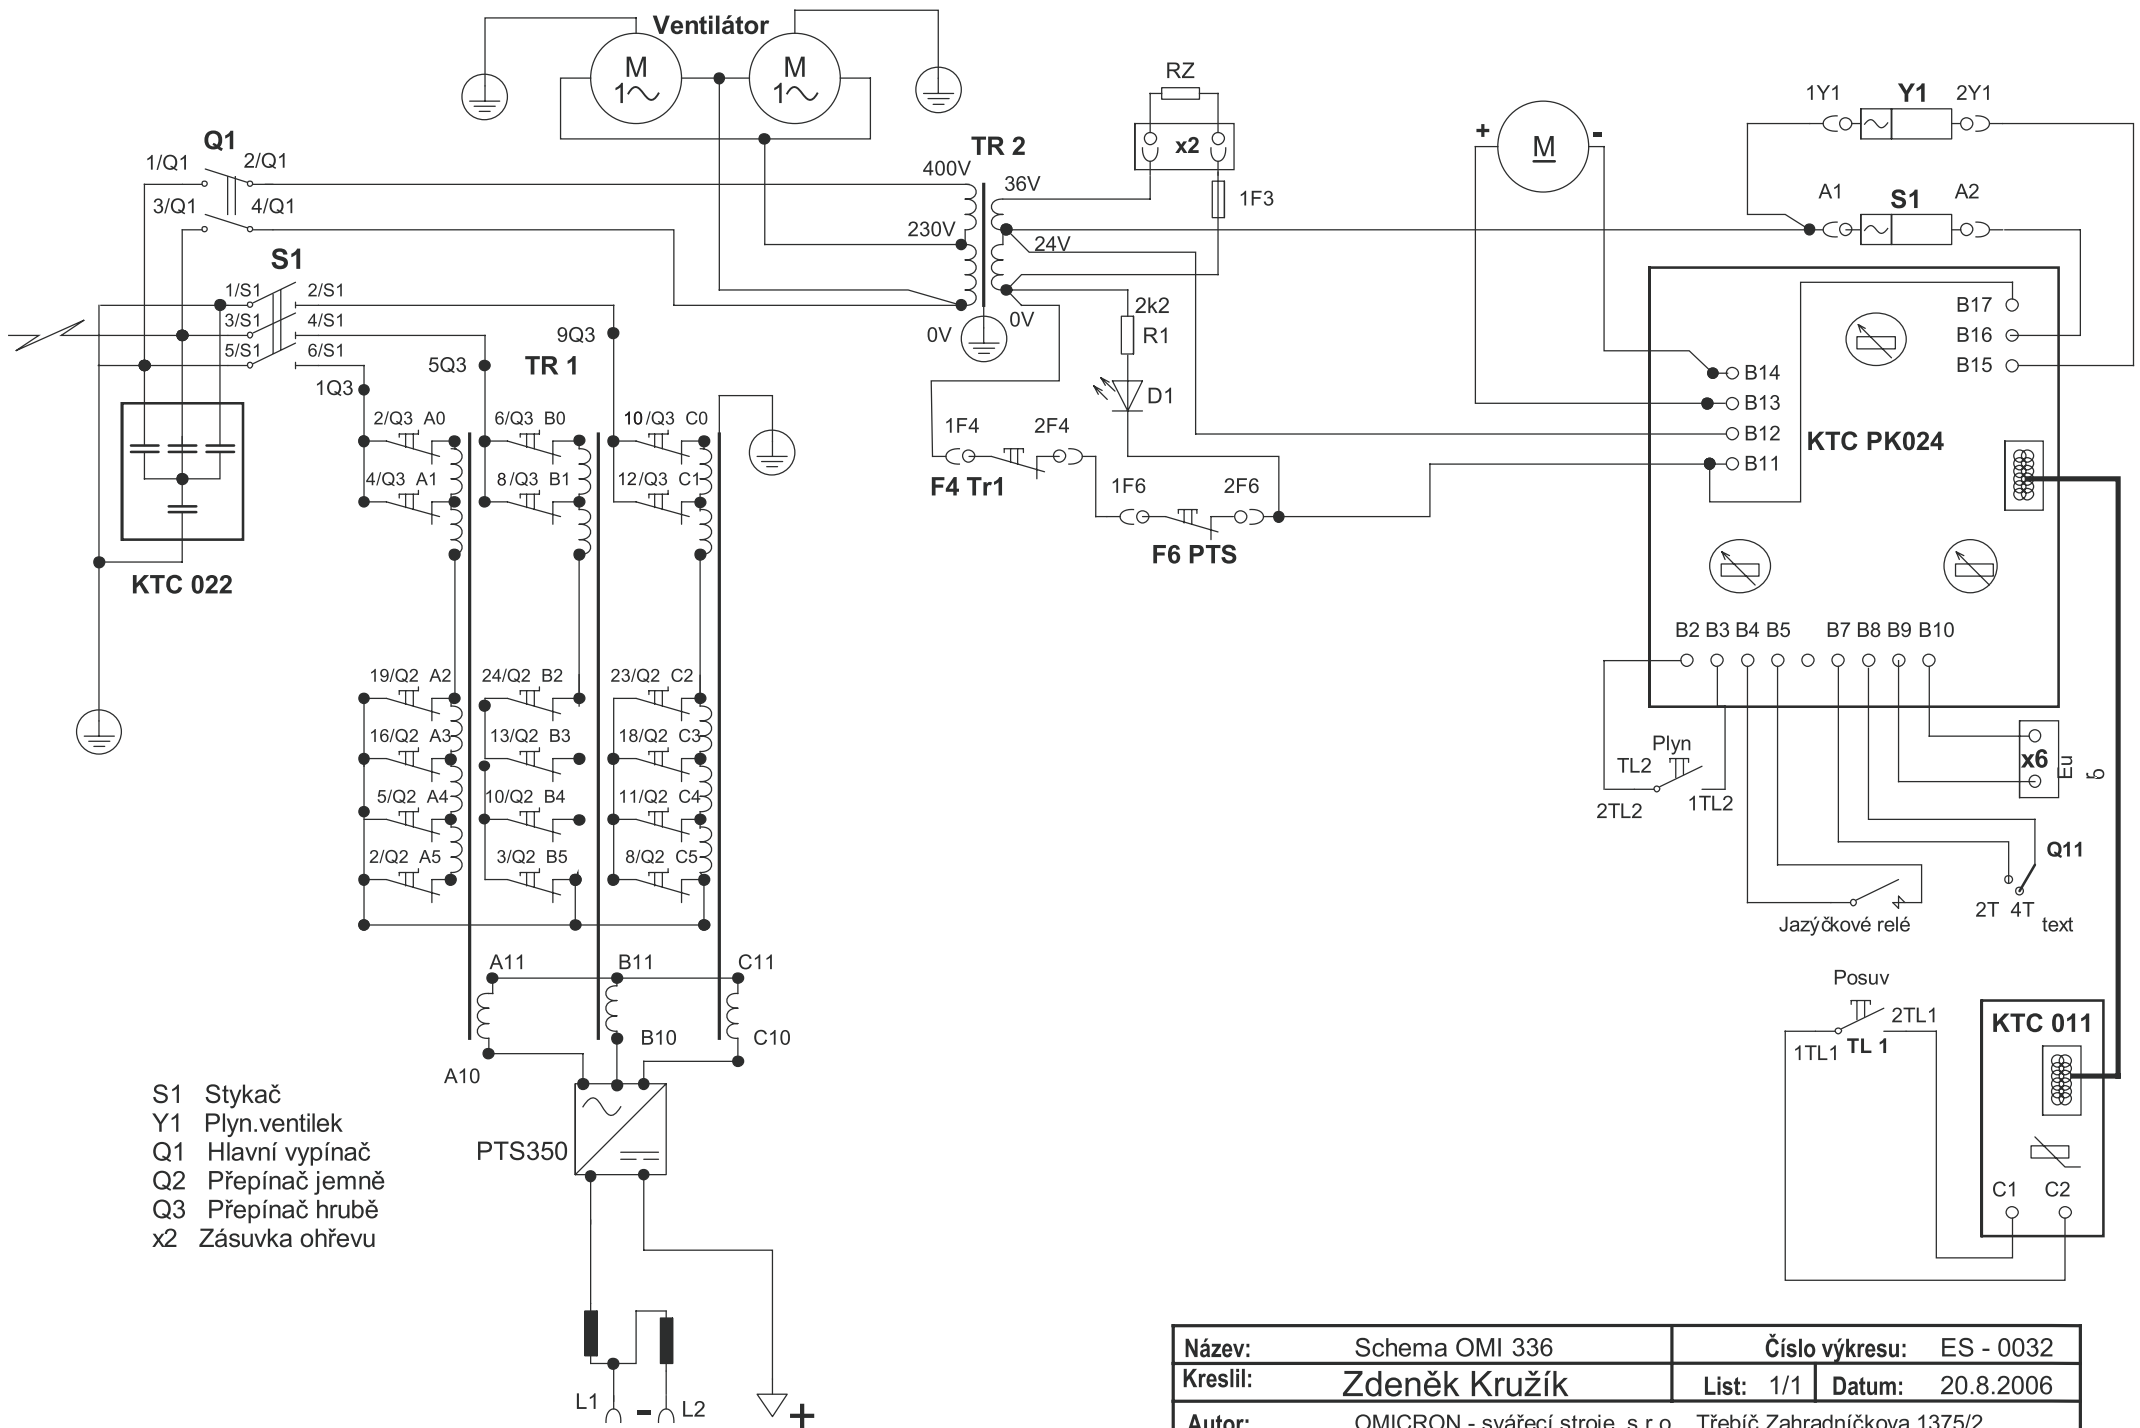 Ventilátor
M
1
M
1
RZ
x2
1F3
+
-
M
1Y1
Y1
2Y1
A1
S1
A2
Q1
1/Q1
2/Q1
3/Q1
4/Q1
TR 2
400V
36V
230V
24V
0V
0V
S1
1/S1
2/S1
3/S1
4/S1
5/S1
6/S1
9Q3
5Q3
TR 1
1Q3
2k2
R1
D1
B17
B16
B15
B14
B13
B12
B11
KTC PK024
2/Q3 A0
6/Q3 B0
10/Q3 C0
4/Q3 A1
8/Q3 B1
12/Q3 C1
1F4
2F4
F4 Tr1
1F6
2F6
F6 PTS
KTC 022
B2 B3 B4 B5 B7 B8 B9 B10
19/Q2 A2
24/Q2 B2
23/Q2 C2
16/Q2 A3
13/Q2 B3
18/Q2 C3
5/Q2 A4
10/Q2 B4
11/Q2 C4
2/Q2 A5
3/Q2 B5
8/Q2 C5
Plyn
TL2
2TL2
1TL2
x6
Eu
g
Q11
2T 4T
text
Jazýčkové relé
A11
B11
C11
A10
B10
C10
PTS350
Posuv
2TL1
1TL1
TL 1
KTC 011
C1
C2
S1 Stykač
Y1 Plyn.ventilek
Q1 Hlavní vypínač
Q2 Přepínač jemně
Q3 Přepínač hrubě
x2 Zásuvka ohřevu
L1
-
L2
+
Název: Schema OMI 336 Číslo výkresu: ES - 0032
Kreslil: Zdeněk Kružík List: 1/1 Datum: 20.8.2006
Autor: OMICRON - svářecí stroje, s.r.o. Třebíč Zahradníčkova 1375/2